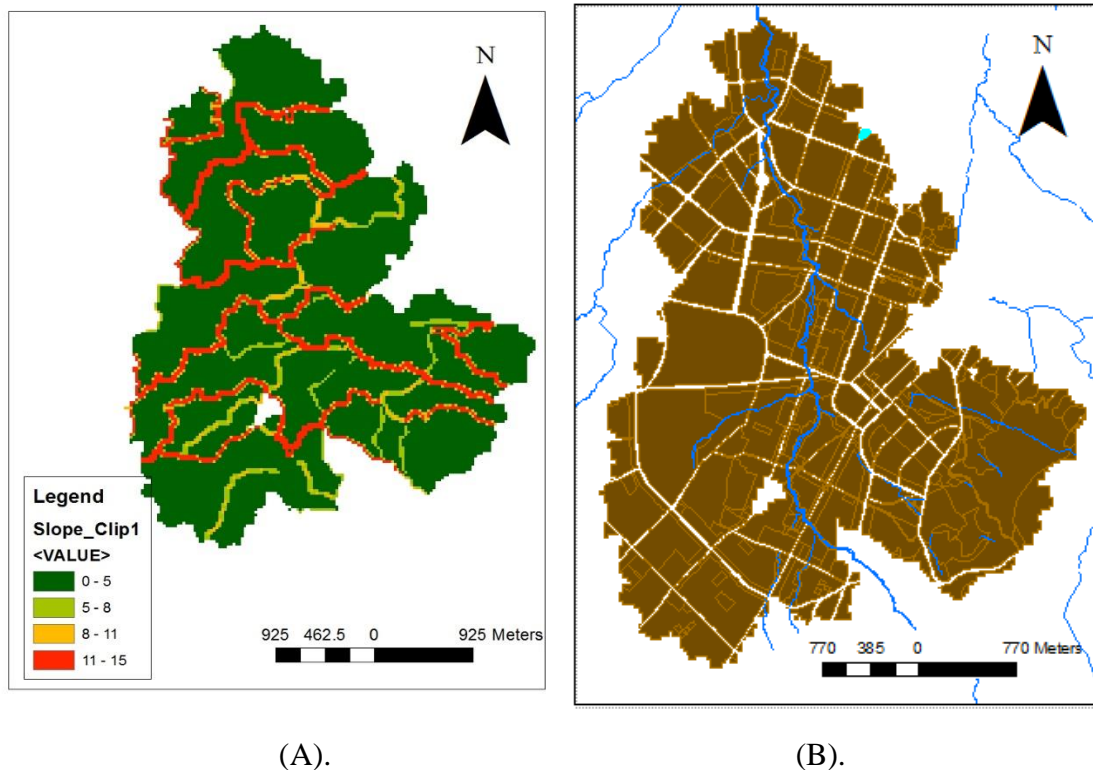 N
Legend
Slope_Clip1
<VALUE>
0 - 5
5 - 8
8 - 11
11 - 15
925 462.5 0 925 Meters
N
770 385 0 770 Meters
(A).
(B).